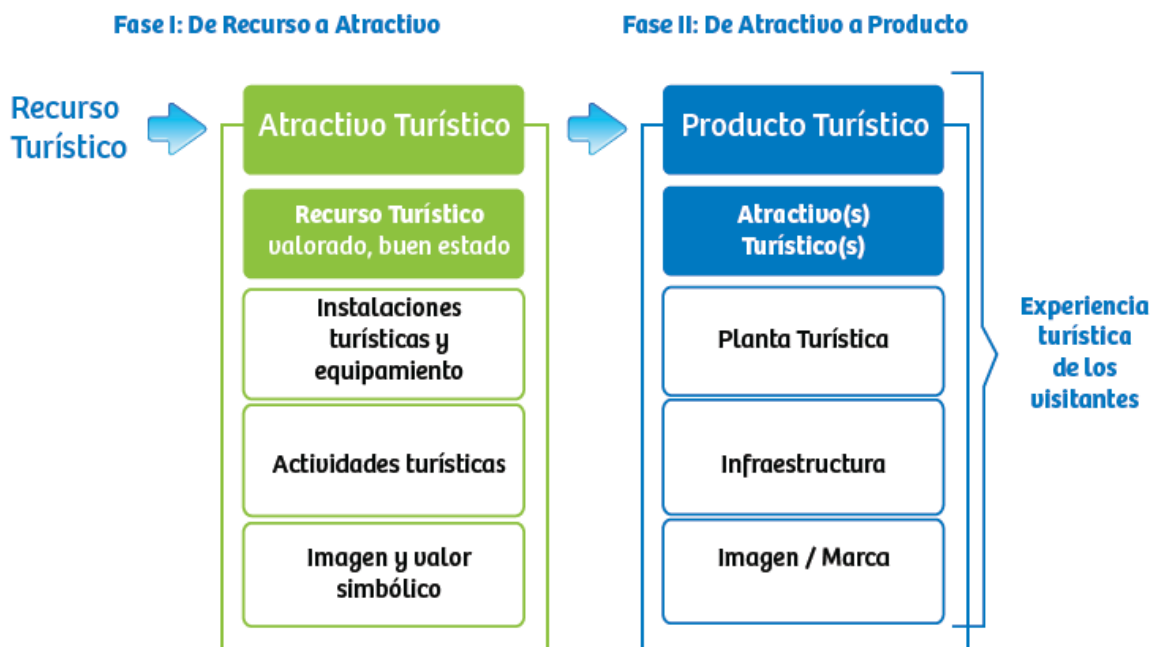 Fase I: De Recurso a Atractivo
Fase II: De Atractivo a Producto
Recurso
Turístico
Atractivo Turístico
Recurso Turístico
valorado, buen estado
Instalaciones
turísticas y
equipamiento
Actividades turísticas
Imagen y valor
simbólico
Producto Turístico
Atractivo(s)
Turístico(s)
Planta Turística
Infraestructura
Imagen / Marca
Experiencia
turística
de los
visitantes